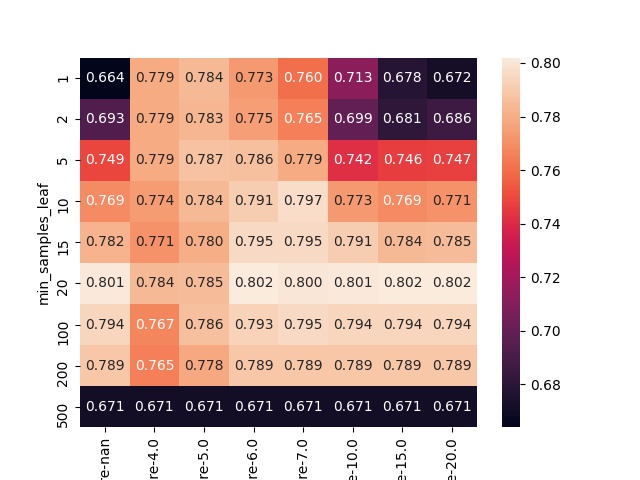 1 0.664 0.779 0.784 0.773 0.760 0.713 0.678 0.672
2 0.693 0.779 0.783 0.775 0.765 0.699 0.681 0.686
5 0.749 0.779 0.787 0.786 0.779 0.742 0.746 0.747
10 0.769 0.774 0.784 0.791 0.797 0.773 0.769 0.771
15 0.782 0.771 0.780 0.795 0.795 0.791 0.784 0.785
20 0.801 0.784 0.785 0.802 0.800 0.801 0.802 0.802
100 0.794 0.767 0.786 0.793 0.795 0.794 0.794 0.794
200 0.789 0.765 0.778 0.789 0.789 0.789 0.789 0.789
500 0.671 0.671 0.671 0.671 0.671 0.671 0.671 0.671
min_samples_leaf
re-nan re-4.0 re-5.0 re-6.0 re-7.0 e-10.0 e-15.0 e-20.0
0.80
0.78
0.76
0.74
0.72
0.70
0.68